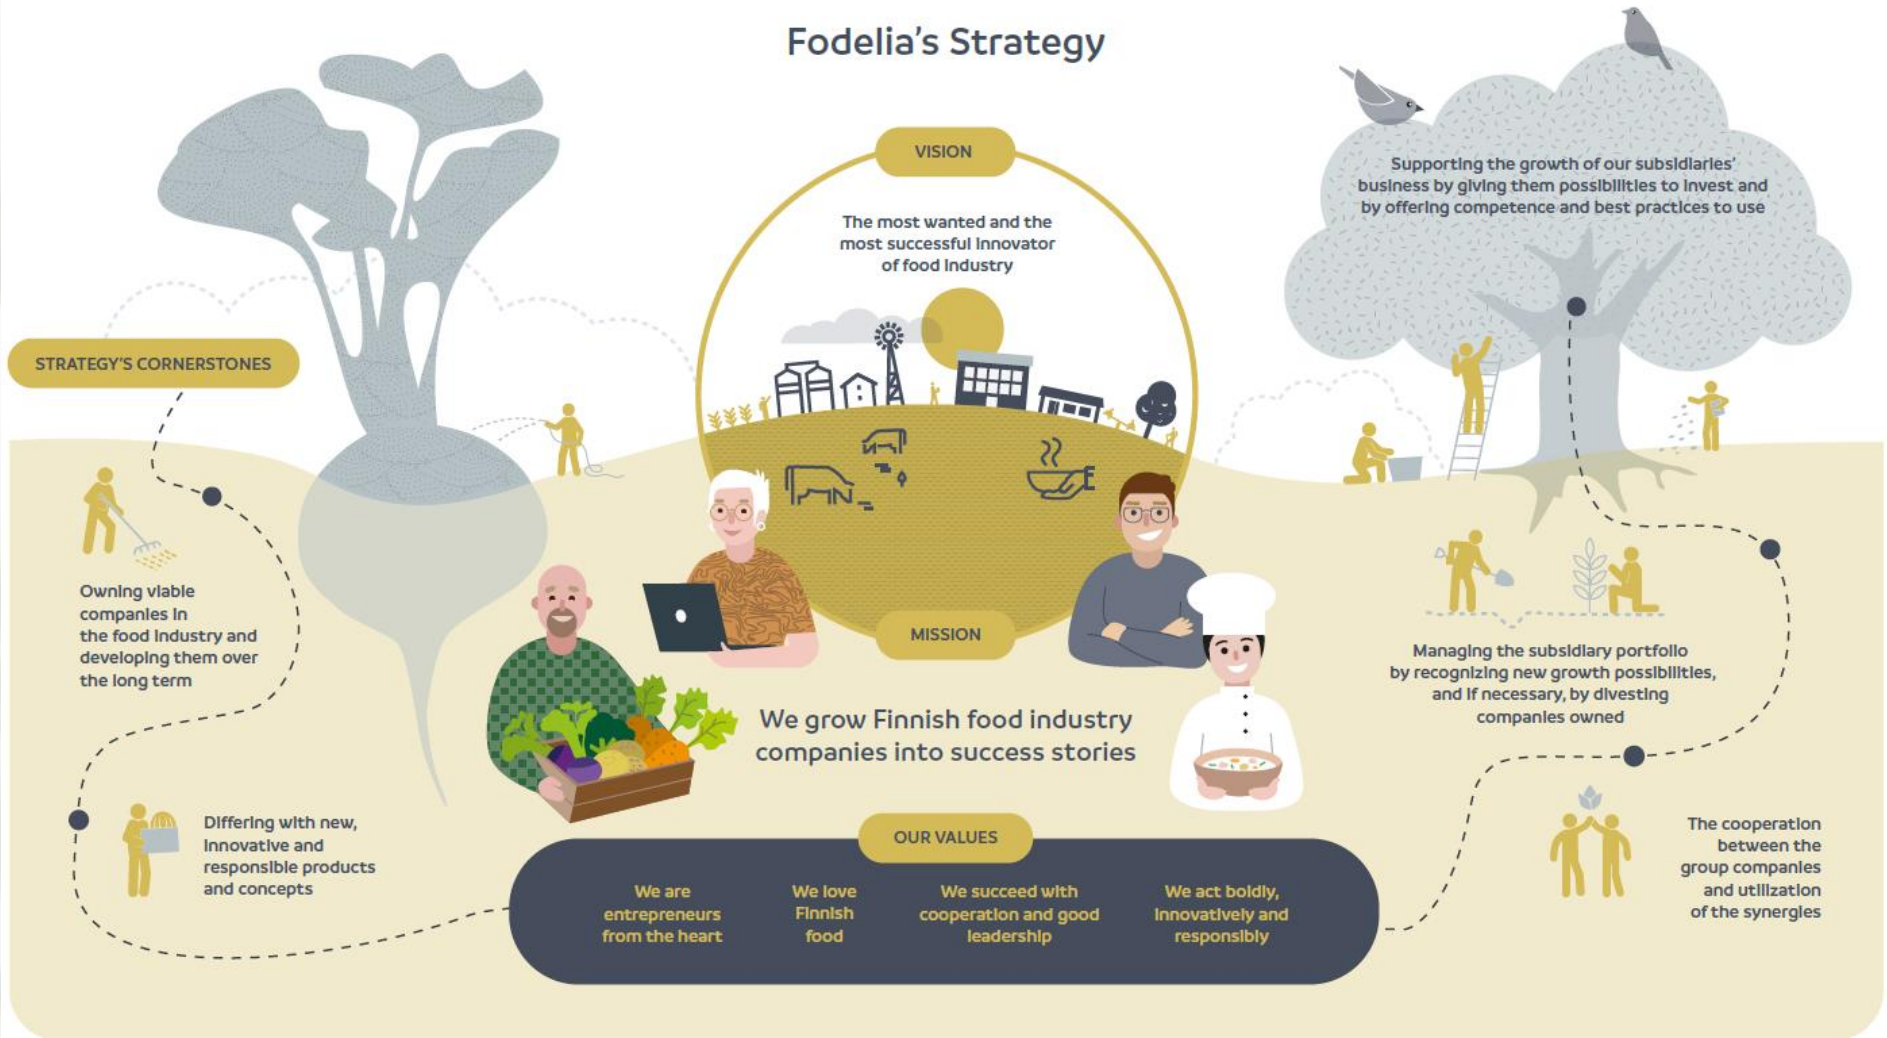 Fodelia's Strategy
VISION
The most wanted and the
most successful innovator
of food industry
STRATEGY'S CORNERSTONES
Owning viable
companies in
the food industry and
developing them over
the long term
Differing with new,
innovative and
responsible products
and concepts
MISSION
We grow Finnish food industry
companies into success stories
OUR VALUES
We are
entrepreneurs
from the heart
We love
Finnish
food
We succeed with
cooperation and good
leadership
We act boldly,
innovatively and
responsibly
Supporting the growth of our subsidiaries'
business by giving them possibilities to invest and
by offering competence and best practices to use
Managing the subsidiary portfolio
by recognizing new growth possibilities,
and if necessary, by divesting
companies owned
The cooperation
between the
group companies
and utilization
of the synergies